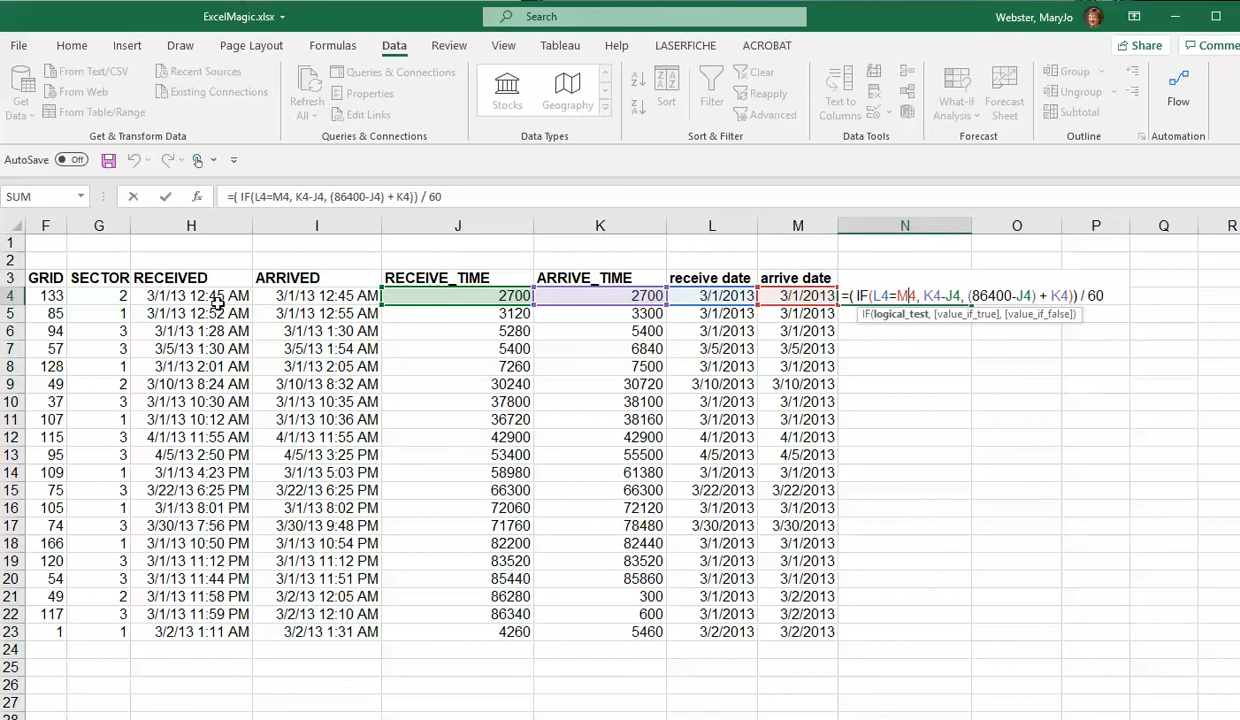 ExcelMagic.xlsx
Search
Webster, MaryJo
File Home Insert Draw Page Layout Formulas Data Review View Tableau Help LASERFICHE ACROBAT Share Comme
From Text/CSV Recent Sources Queries & Connections Clear Group
From Web Existing Connections Properties Reapply Ungroup
From Table/Range Edit Links Advanced Subtotal
Get Data Refresh All Stocks Geography Sort Filter Text to Columns What-If Analysis Forecast Sheet Flow
Get & Transform Data Queries & Connections Data Types Sort & Filter Data Tools Forecast Outline Automation
AutoSave Off
SUM fx =( IF(L4=M4, K4-J4, (86400-J4) + K4)) / 60
F G H I J K L M N O P Q R
1
2
3 GRID SECTOR RECEIVED ARRIVED RECEIVE_TIME ARRIVE_TIME receive date arrive date
4 133 2 3/1/13 12:45 AM 3/1/13 12:45 AM 2700 2700 3/1/2013 3/1/2013 =( IF(L4=M4, K4-J4, (86400-J4) + K4)) / 60
IF(logical_test, [value_if_true], [value_if_false])
5 85 1 3/1/13 12:52 AM 3/1/13 12:55 AM 3120 3300 3/1/2013 3/1/2013
6 94 3 3/1/13 1:28 AM 3/1/13 1:30 AM 5280 5400 3/1/2013 3/1/2013
7 57 3 3/5/13 1:30 AM 3/5/13 1:54 AM 5400 6840 3/5/2013 3/5/2013
8 128 1 3/1/13 2:01 AM 3/1/13 2:05 AM 7260 7500 3/1/2013 3/1/2013
9 49 2 3/10/13 8:24 AM 3/10/13 8:32 AM 30240 30720 3/10/2013 3/10/2013
10 37 3 3/1/13 10:30 AM 3/1/13 10:35 AM 37800 38100 3/1/2013 3/1/2013
11 107 1 3/1/13 10:12 AM 3/1/13 10:36 AM 36720 38160 3/1/2013 3/1/2013
12 115 3 4/1/13 11:55 AM 4/1/13 11:55 AM 42900 42900 4/1/2013 4/1/2013
13 95 3 4/5/13 2:50 PM 4/5/13 3:25 PM 53400 55500 4/5/2013 4/5/2013
14 109 1 3/1/13 4:23 PM 3/1/13 5:03 PM 58980 61380 3/1/2013 3/1/2013
15 75 3 3/22/13 6:25 PM 3/22/13 6:25 PM 66300 66300 3/22/2013 3/22/2013
16 105 1 3/1/13 8:01 PM 3/1/13 8:02 PM 72060 72120 3/1/2013 3/1/2013
17 74 3 3/30/13 7:56 PM 3/30/13 9:48 PM 71760 78480 3/30/2013 3/30/2013
18 166 1 3/1/13 10:50 PM 3/1/13 10:54 PM 82200 82440 3/1/2013 3/1/2013
19 120 3 3/1/13 11:12 PM 3/1/13 11:12 PM 83520 83520 3/1/2013 3/1/2013
20 54 3 3/1/13 11:44 PM 3/1/13 11:51 PM 85440 85860 3/1/2013 3/1/2013
21 49 2 3/1/13 11:58 PM 3/2/13 12:05 AM 86280 300 3/1/2013 3/2/2013
22 117 3 3/1/13 11:59 PM 3/2/13 12:10 AM 86340 600 3/1/2013 3/2/2013
23 1 1 3/2/13 1:11 AM 3/2/13 1:31 AM 4260 5460 3/2/2013 3/2/2013
24
25
26
27
28